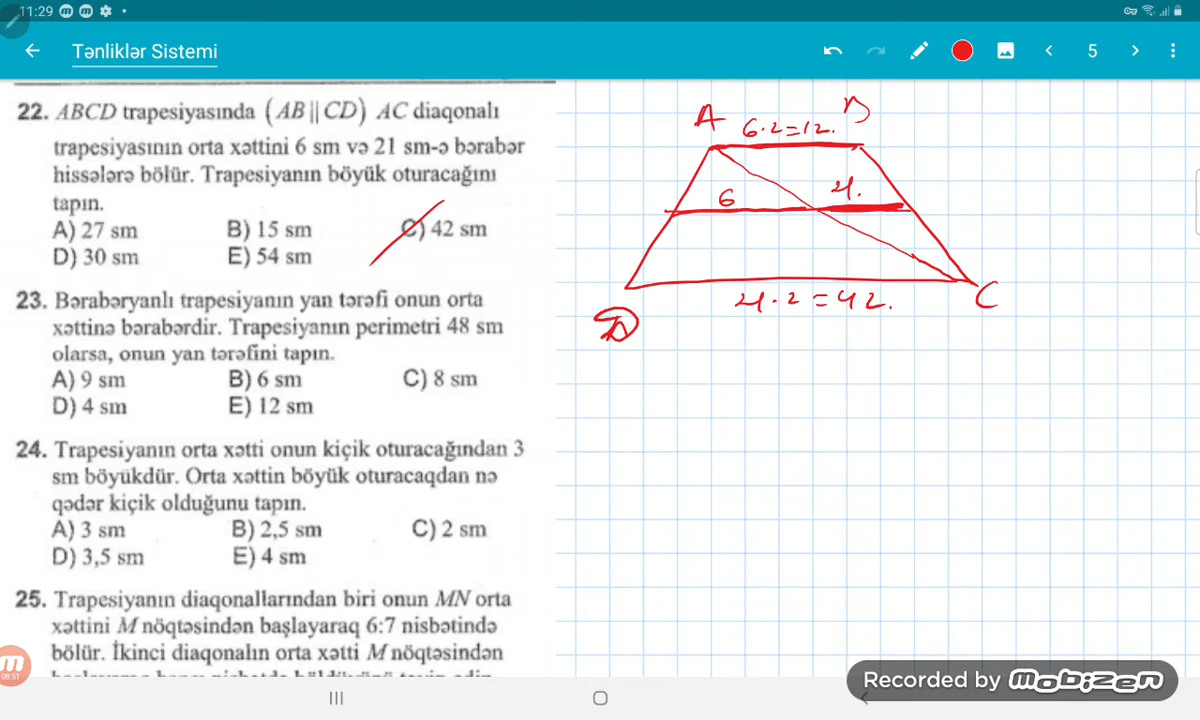 11:29
Tənliklər Sistemi
5
22. ABCD trapesiyasında (AB || CD) AC diaqonalı
trapesiyasının orta xəttini 6 sm və 21 sm-ə bərabər
hissələrə bölür. Trapesiyanın böyük oturacağını
tapın.
A) 27 sm B) 15 sm C) 42 sm
D) 30 sm E) 54 sm
23. Bərabəryanlı trapesiyanın yan tərəfi onun orta
xəttinə bərabərdir. Trapesiyanın perimetri 48 sm
olarsa, onun yan tərəfini tapın.
A) 9 sm B) 6 sm C) 8 sm
D) 4 sm E) 12 sm
24. Trapesiyanın orta xətti onun kiçik oturacağından 3
sm böyükdür. Orta xəttin böyük oturacaqdan nə
qədər kiçik olduğunu tapın.
A) 3 sm B) 2,5 sm C) 2 sm
D) 3,5 sm E) 4 sm
25. Trapesiyanın diaqonallarından biri onun MN orta
xəttini M nöqtəsindən başlayaraq 6:7 nisbətində
bölür. İkinci diaqonalın orta xətti M nöqtəsindən
A B
6·2=12.
6 21.
21·2=42.
D C
08:51
Recorded by mobizen